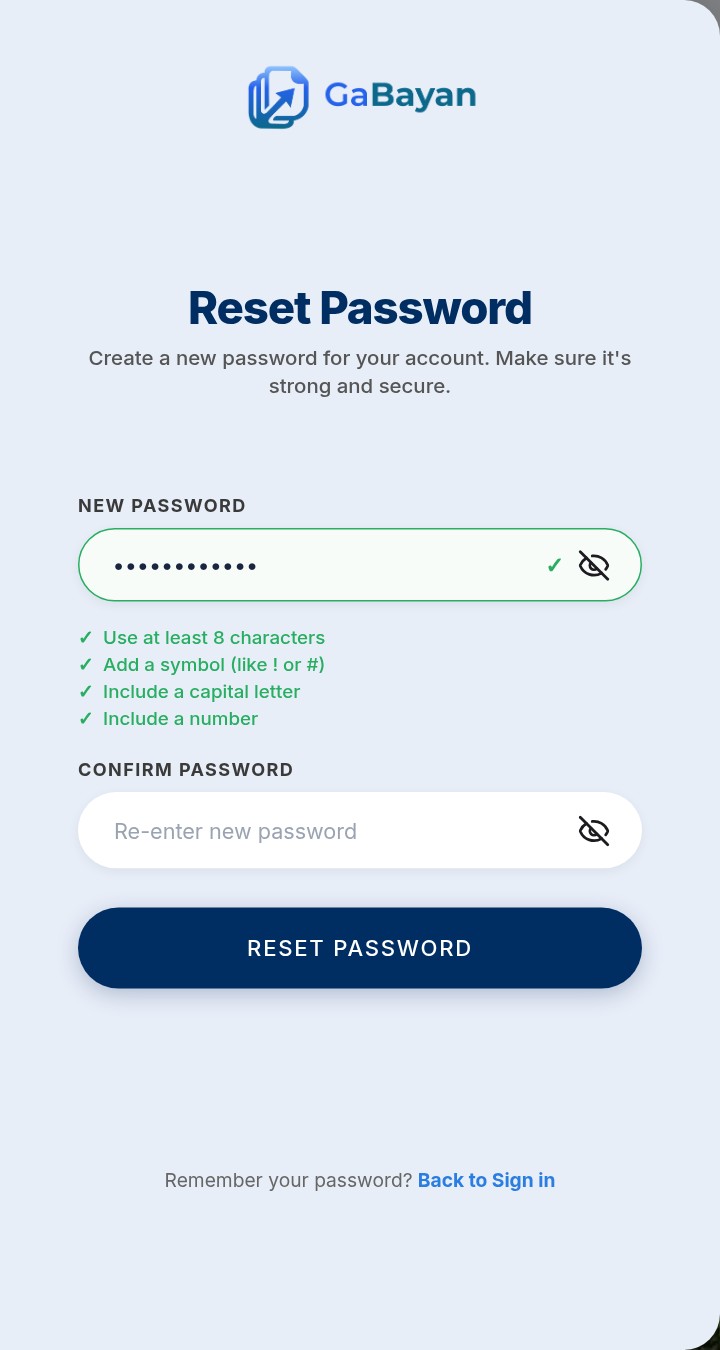 GaBayan
Reset Password
Create a new password for your account. Make sure it's
strong and secure.
NEW PASSWORD
••••••••••••
✓
✓ Use at least 8 characters
✓ Add a symbol (like ! or #)
✓ Include a capital letter
✓ Include a number
CONFIRM PASSWORD
Re-enter new password
RESET PASSWORD
Remember your password? Back to Sign in